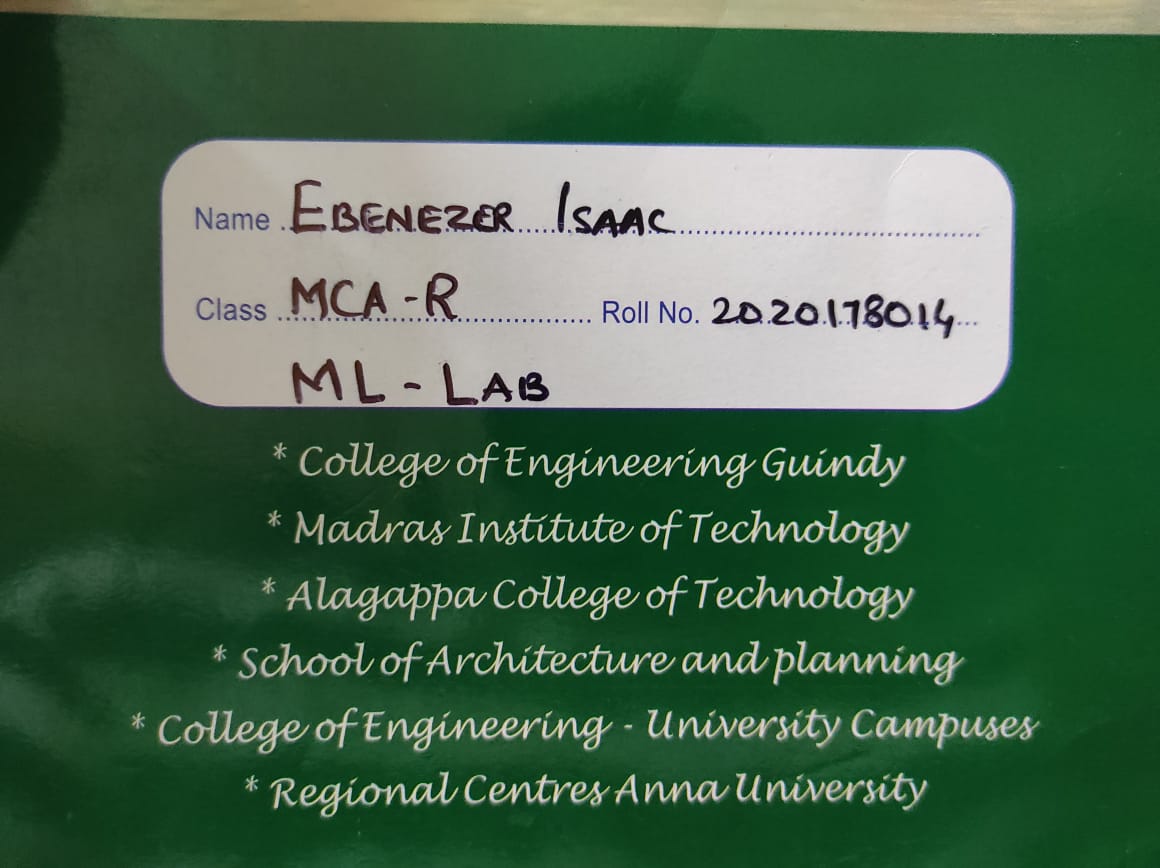 Name EBENEZER ISAAC
Class MCA-R Roll No. 2020178014
ML-LAB
* College of Engineering Guindy
* Madras Institute of Technology
* Alagappa College of Technology
* School of Architecture and planning
* College of Engineering - University Campuses
* Regional Centres Anna University